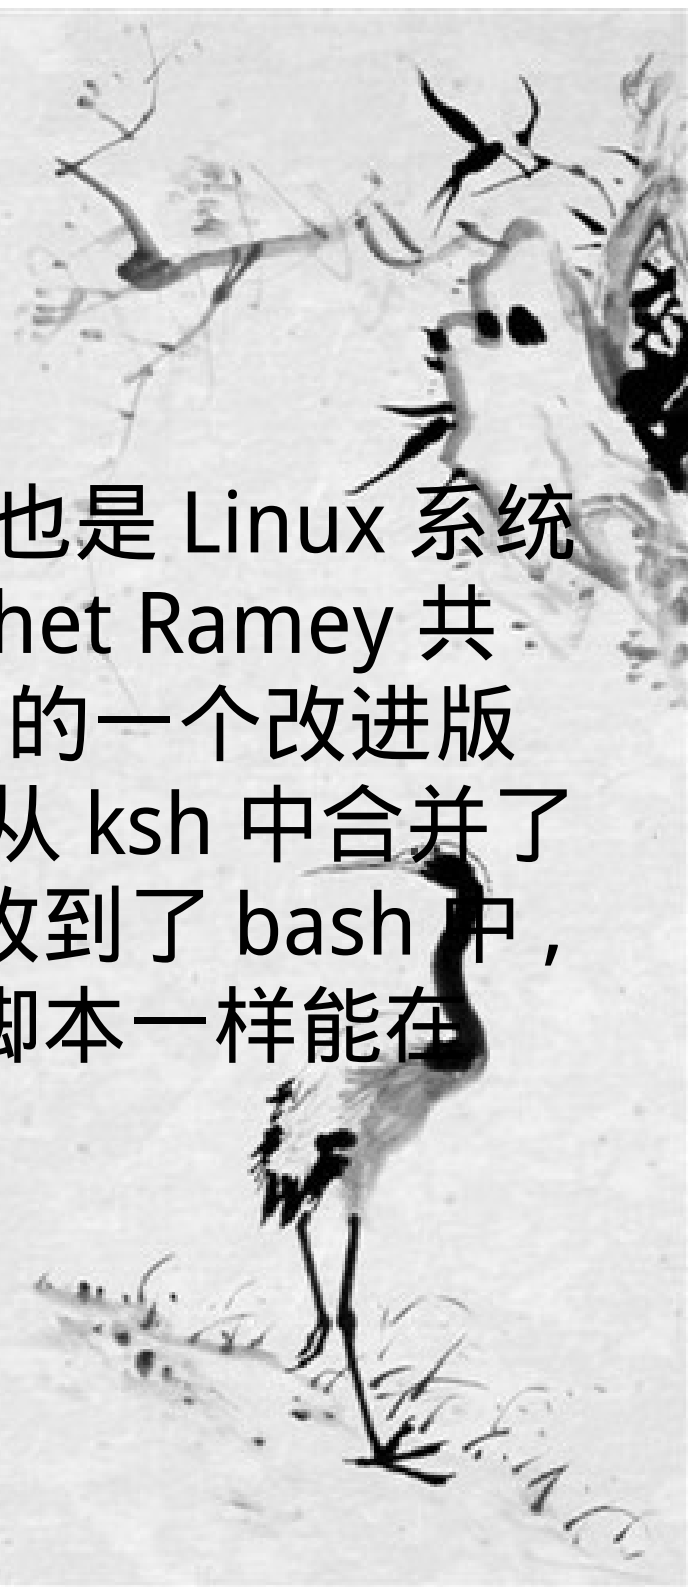 也是 Linux 系统
het Ramey 共
的一个改进版
从 ksh 中合并了
到了 bash 中，
脚本一样能在